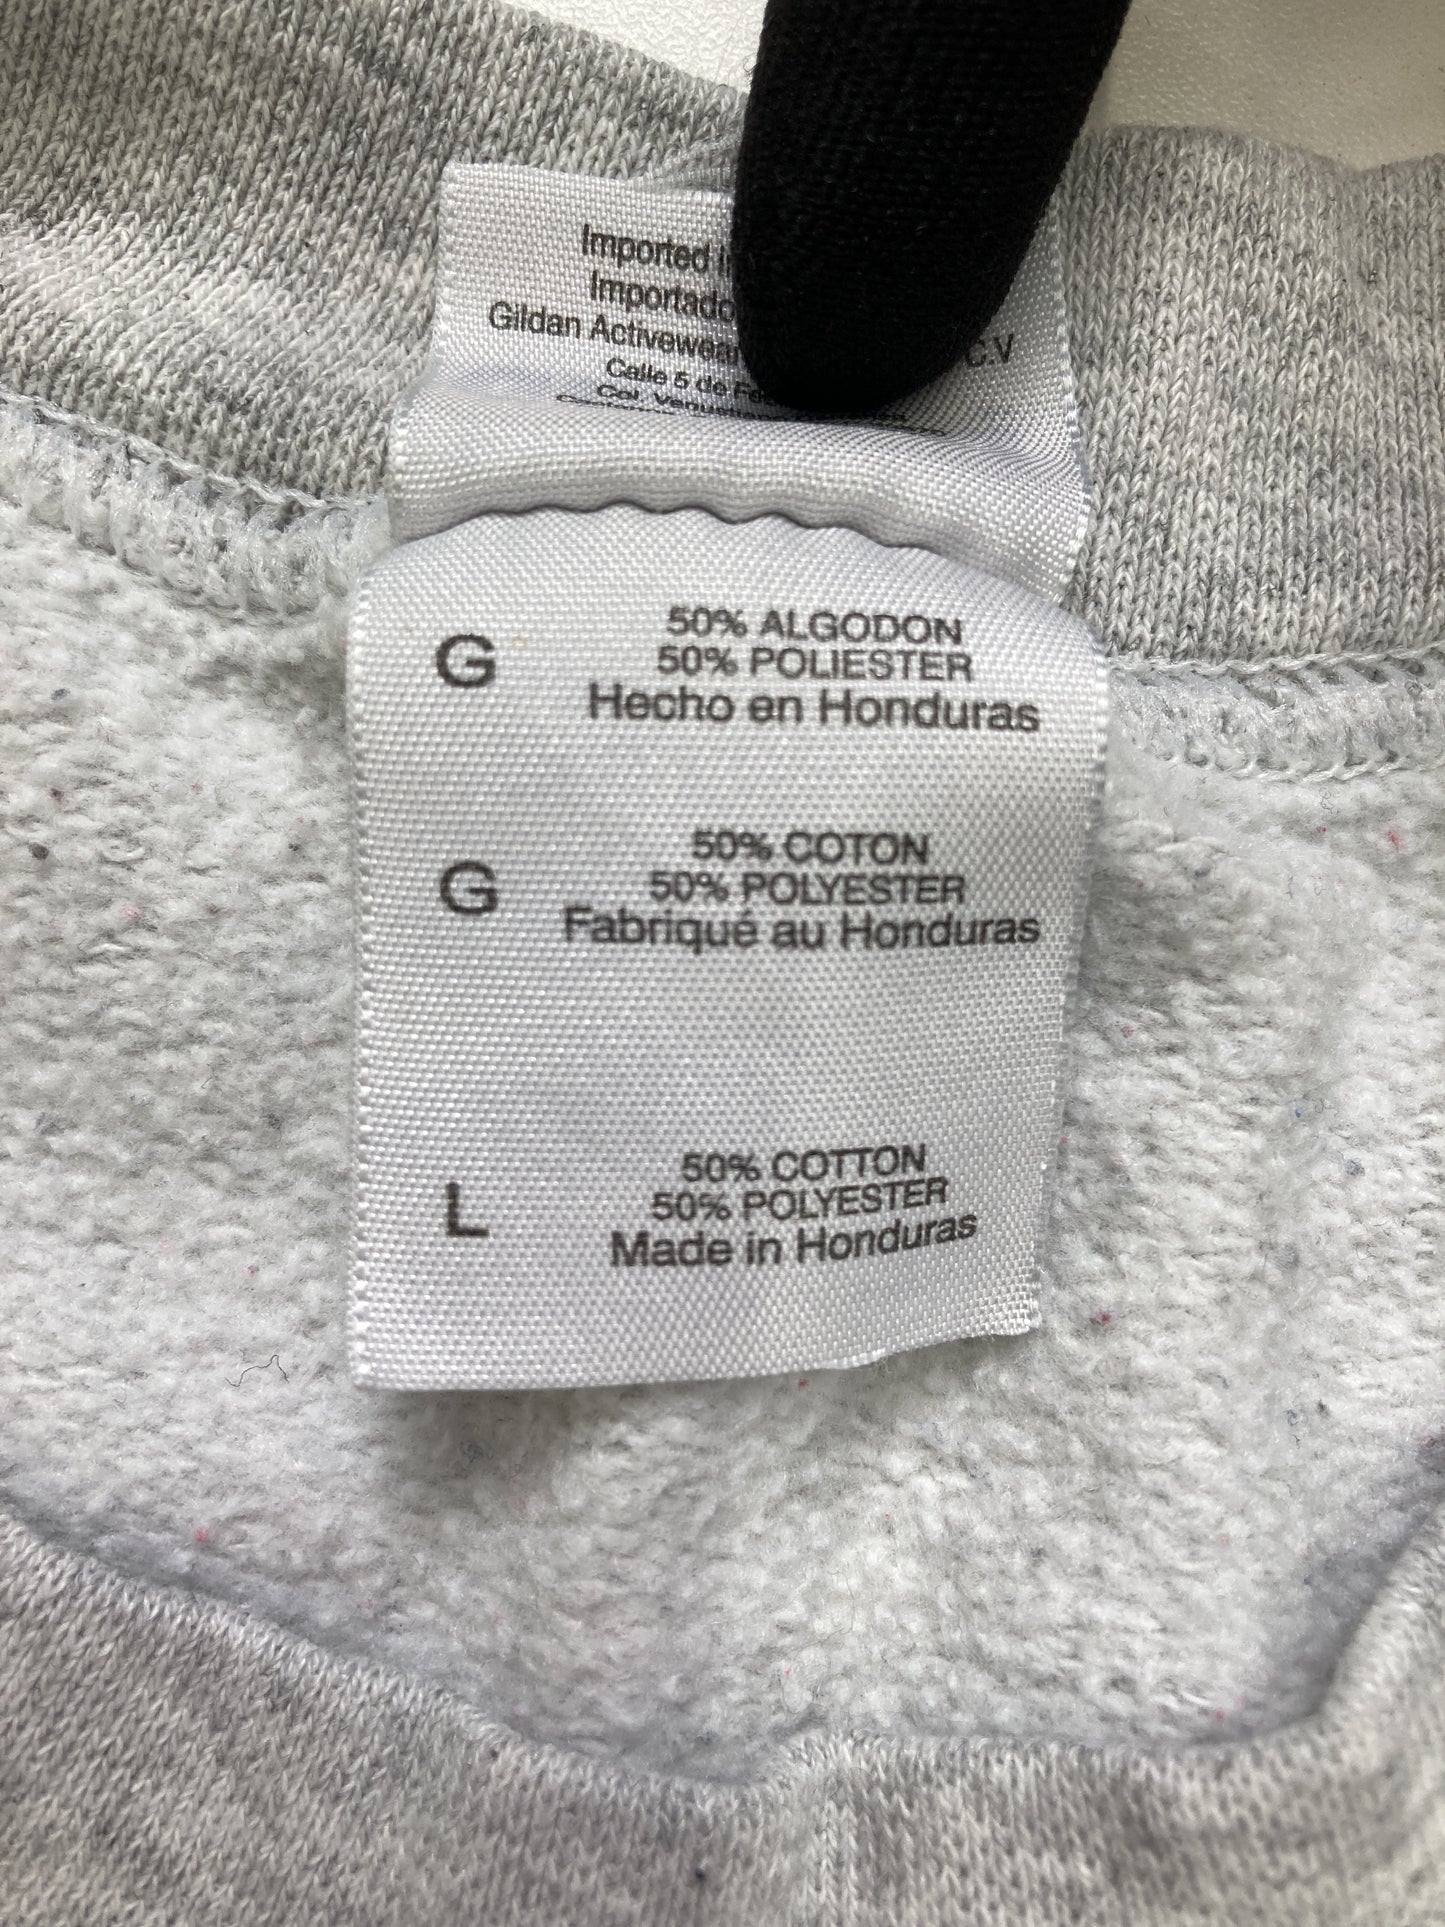 Imported
Importado
Gildan Activewear C.V
Calle 5 de
Col.
G
50% ALGODON
50% POLIESTER
Hecho en Honduras
G
50% COTON
50% POLYESTER
Fabriqué au Honduras
L
50% COTTON
50% POLYESTER
Made in Honduras